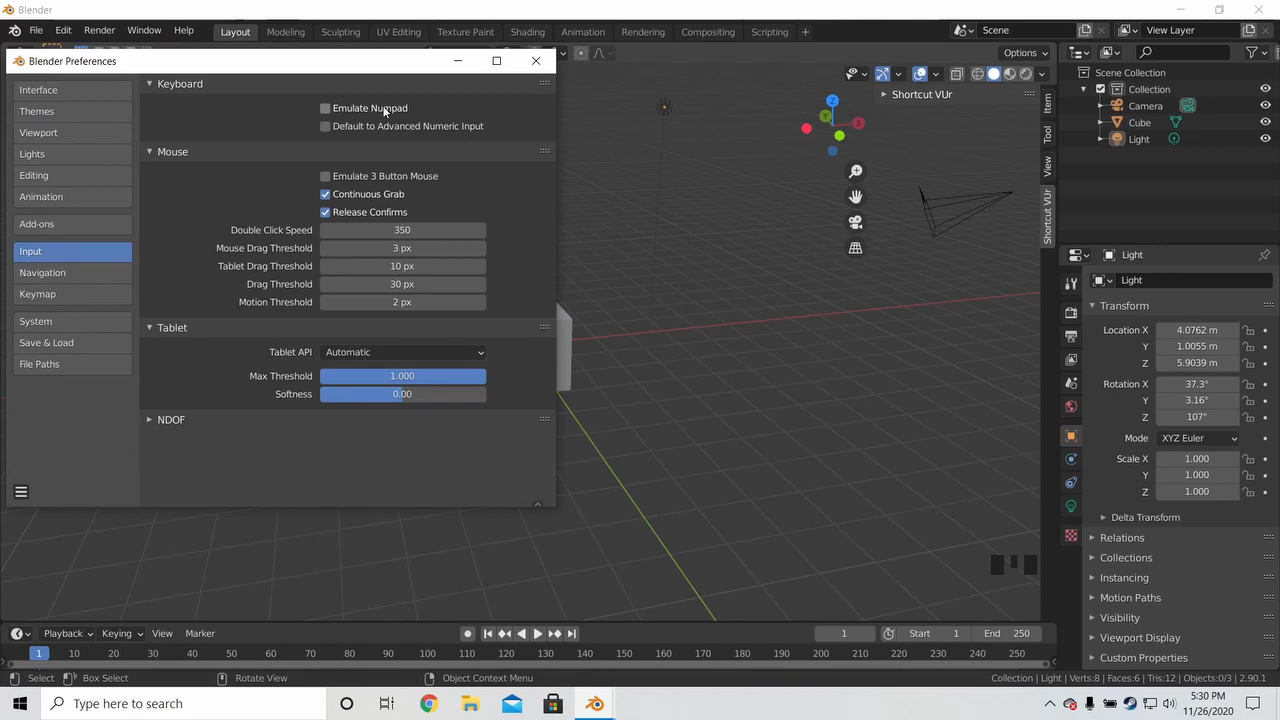 Blender
File Edit Render Window Help Layout Modeling Sculpting UV Editing Texture Paint Shading Animation Rendering Compositing Scripting + Scene View Layer
Blender Preferences
Options
Interface
Themes
Viewport
Lights
Editing
Animation
Add-ons
Input
Navigation
Keymap
System
Save & Load
File Paths
Keyboard
Emulate Numpad
Default to Advanced Numeric Input
Mouse
Emulate 3 Button Mouse
Continuous Grab
Release Confirms
Double Click Speed 350
Mouse Drag Threshold 3 px
Tablet Drag Threshold 10 px
Drag Threshold 30 px
Motion Threshold 2 px
Tablet
Tablet API Automatic
Max Threshold 1.000
Softness 0.00
NDOF
Shortcut VUr
Z
Y
X
Item
Tool
View
Shortcut VUr
Scene Collection
Collection
Camera
Cube
Light
Light
Light
Transform
Location X 4.0762 m
Y 1.0055 m
Z 5.9039 m
Rotation X 37.3°
Y 3.16°
Z 107°
Mode XYZ Euler
Scale X 1.000
Y 1.000
Z 1.000
Delta Transform
Relations
Collections
Instancing
Motion Paths
Visibility
Viewport Display
Custom Properties
Playback Keying View Marker 1 Start 1 End 250
1 10 20 30 40 50 60 70 80 90 100 110 120 130 140 150 160 170 180 190 200 210 220 230 240 250
Select Box Select Rotate View Object Context Menu Collection | Light | Verts:8 | Faces:6 | Tris:12 | Objects:0/3 | 2.90.1
Type here to search
5:30 PM
11/26/2020